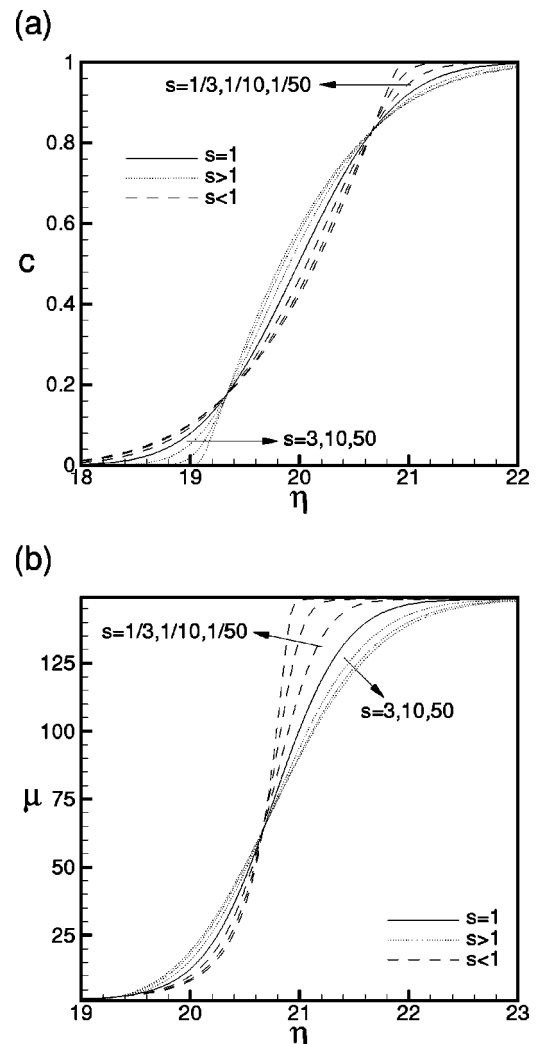 (a)
1
s=1/3,1/10,1/50
0.8
s=1
s>1
s<1
0.6
c
0.4
0.2
s=3,10,50
0
18 19 20 21 22
η
(b)
s=1/3,1/10,1/50
125
s=3,10,50
100
μ
75
50
s=1
25
s>1
s<1
19 20 21 22 23
η